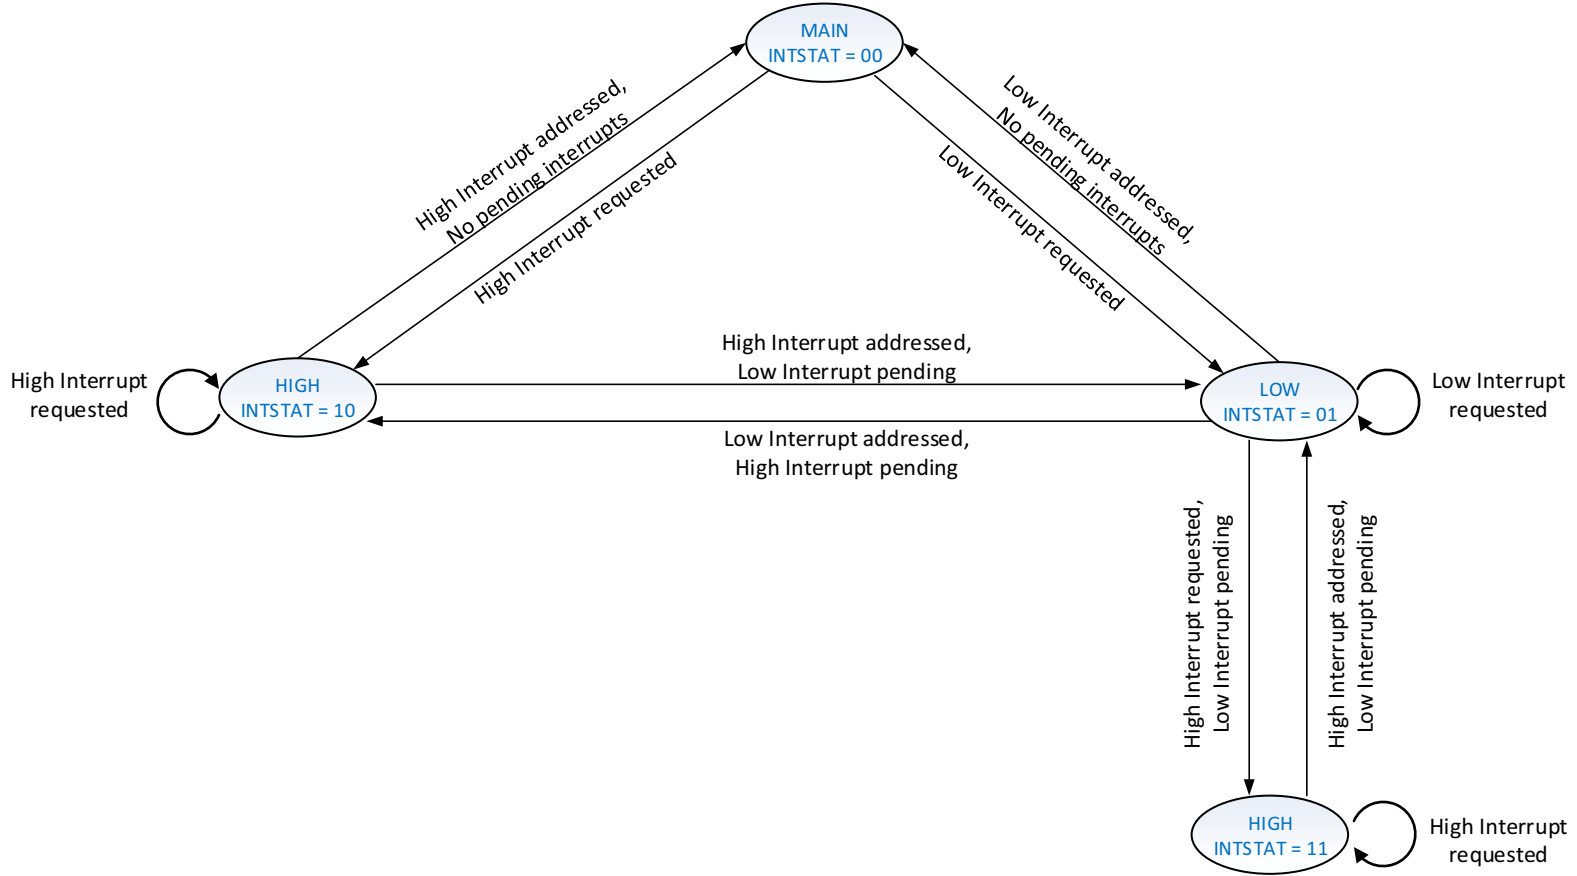 MAIN
INTSTAT = 00
High Interrupt addressed,
No pending interrupts
High Interrupt requested
Low Interrupt addressed,
No pending interrupts
Low Interrupt requested
High Interrupt
requested
HIGH
INTSTAT = 10
High Interrupt addressed,
Low Interrupt pending
Low Interrupt addressed,
High Interrupt pending
LOW
INTSTAT = 01
Low Interrupt
requested
High Interrupt requested,
Low Interrupt pending
High Interrupt addressed,
Low Interrupt pending
HIGH
INTSTAT = 11
High Interrupt
requested